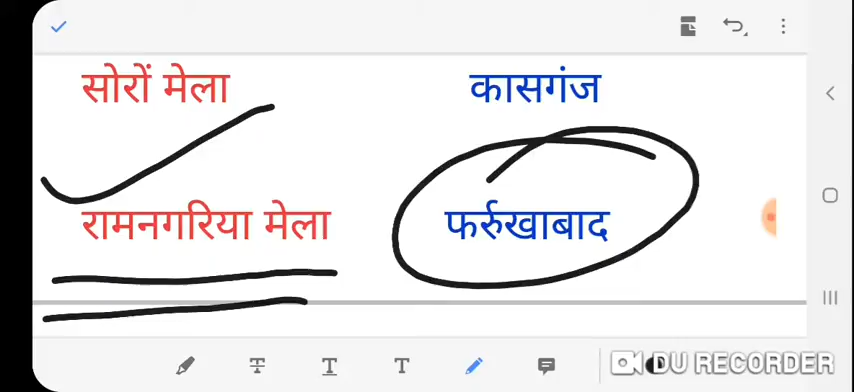 सोरों मेला कासगंज
रामनगरिया मेला फर्रुखाबाद
T T T
DU RECORDER